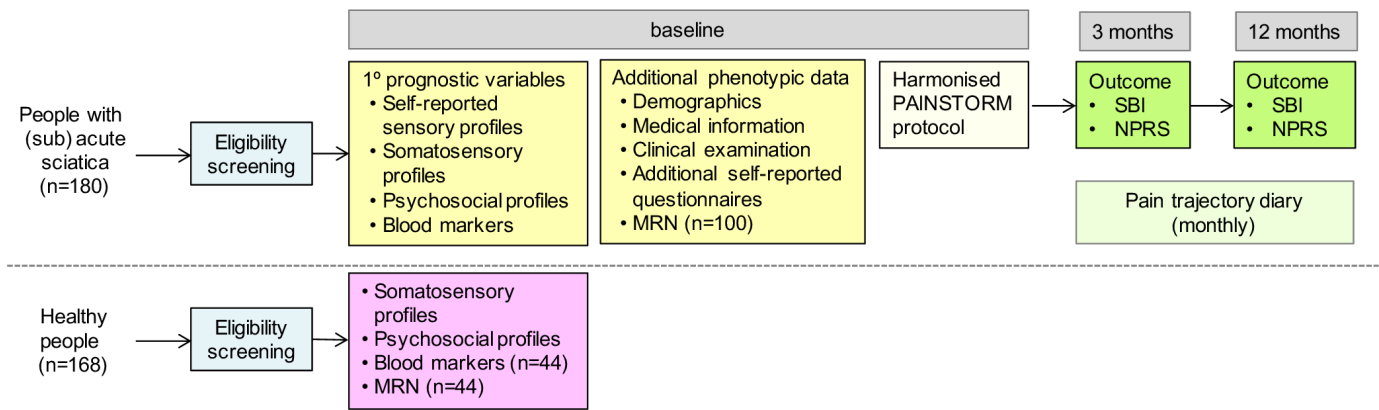 baseline
3 months
12 months
People with
(sub) acute
sciatica
(n=180)
Eligibility
screening
1º prognostic variables
• Self-reported
sensory profiles
• Somatosensory
profiles
• Psychosocial profiles
• Blood markers
Additional phenotypic data
• Demographics
• Medical information
• Clinical examination
• Additional self-reported
questionnaires
• MRN (n=100)
Harmonised
PAINSTORM
protocol
Outcome
• SBI
• NPRS
Outcome
• SBI
• NPRS
Pain trajectory diary
(monthly)
Healthy
people
(n=168)
Eligibility
screening
• Somatosensory
profiles
• Psychosocial profiles
• Blood markers (n=44)
• MRN (n=44)